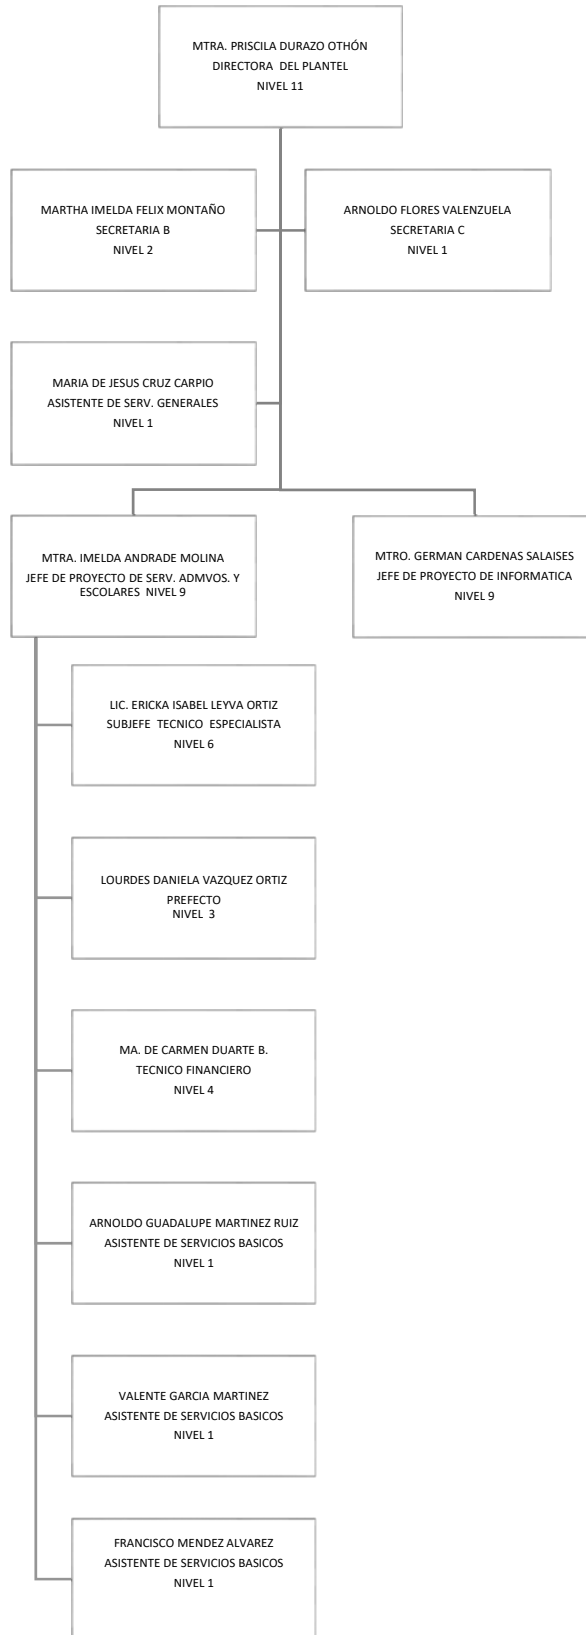 MTRA. PRISCILA DURAZO OTHÓN
DIRECTORA DEL PLANTEL
NIVEL 11
MARTHA IMELDA FELIX MONTAÑO
SECRETARIA B
NIVEL 2
ARNOLDO FLORES VALENZUELA
SECRETARIA C
NIVEL 1
MARIA DE JESUS CRUZ CARPIO
ASISTENTE DE SERV. GENERALES
NIVEL 1
MTRA. IMELDA ANDRADE MOLINA
JEFE DE PROYECTO DE SERV. ADMVOS. Y
ESCOLARES NIVEL 9
MTRO. GERMAN CARDENAS SALAISES
JEFE DE PROYECTO DE INFORMATICA
NIVEL 9
LIC. ERICKA ISABEL LEYVA ORTIZ
SUBJEFE TECNICO ESPECIALISTA
NIVEL 6
LOURDES DANIELA VAZQUEZ ORTIZ
PREFECTO
NIVEL 3
MA. DE CARMEN DUARTE B.
TECNICO FINANCIERO
NIVEL 4
ARNOLDO GUADALUPE MARTINEZ RUIZ
ASISTENTE DE SERVICIOS BASICOS
NIVEL 1
VALENTE GARCIA MARTINEZ
ASISTENTE DE SERVICIOS BASICOS
NIVEL 1
FRANCISCO MENDEZ ALVAREZ
ASISTENTE DE SERVICIOS BASICOS
NIVEL 1